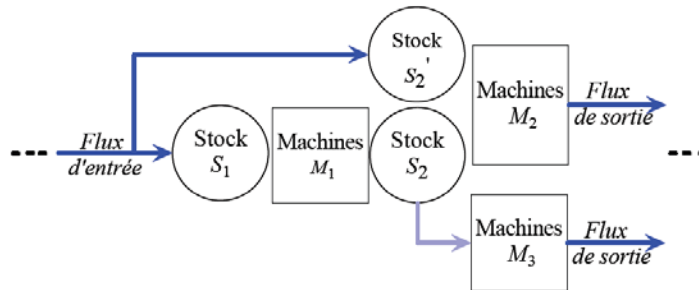 Stock
S2'
Machines
M2
Flux
de sortie
Flux
d'entrée
Stock
S1
Machines
M1
Stock
S2
Machines
M3
Flux
de sortie